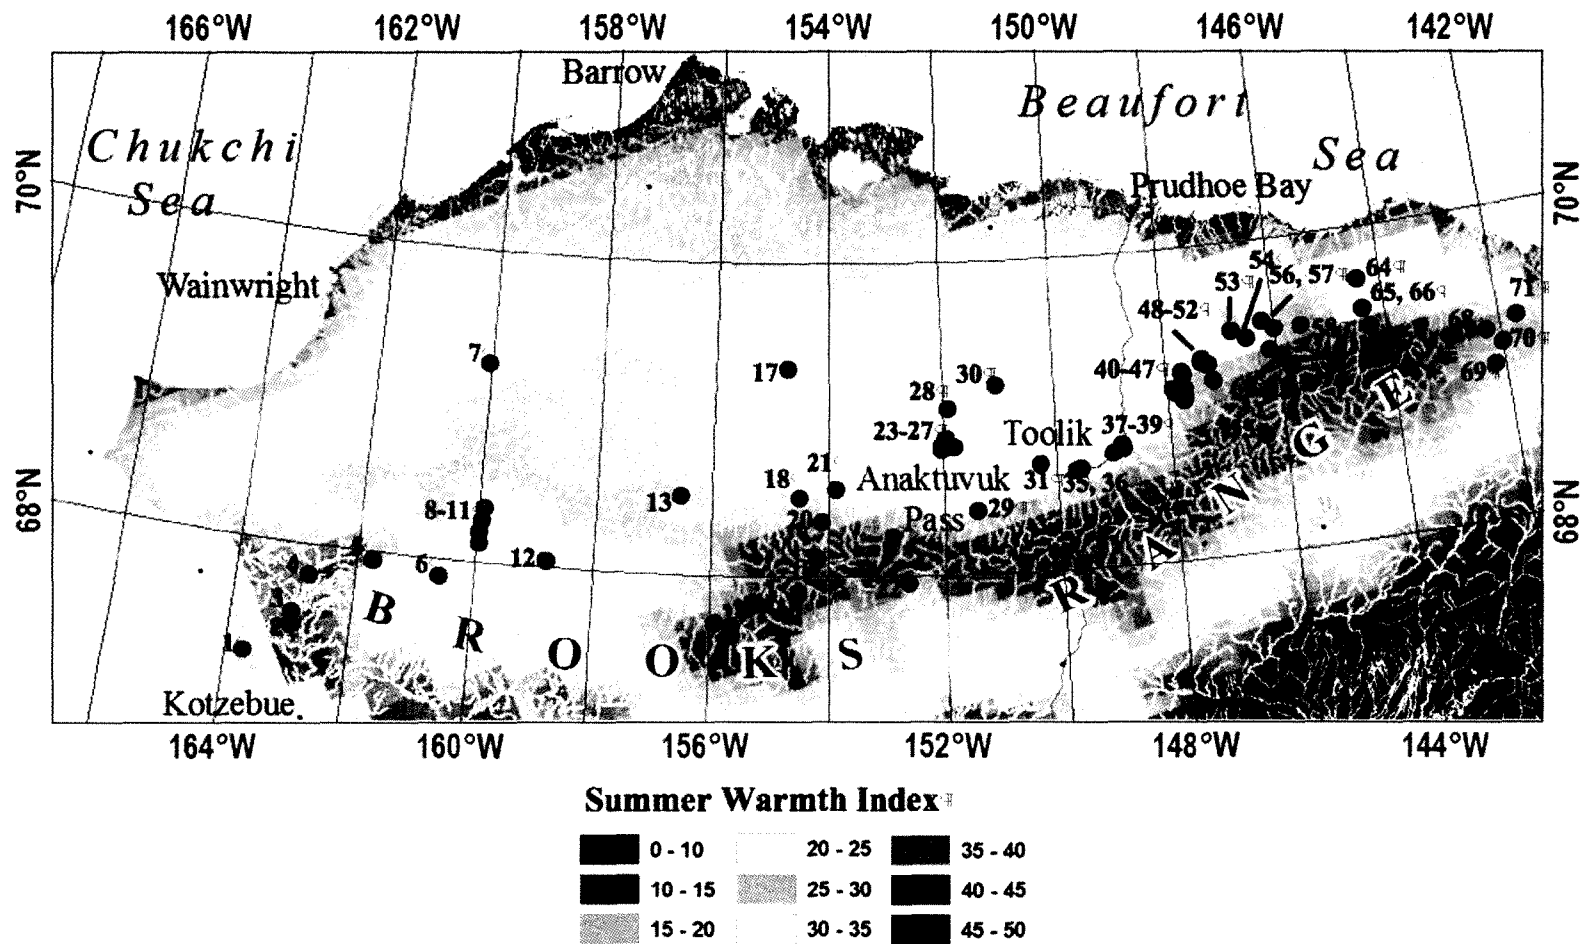 166°W 162°W 158°W 154°W 150°W 146°W 142°W
Barrow
Beaufort
Sea
Chukchi
Sea
70°N
70°N
Prudhoe Bay
Wainwright
54
53
56, 57
64
65, 66
71
48-52
59
68
70
69
7
17
30
28
40-47
23-27
Toolik
37-39
21
18
Anaktuvuk
Pass
31
35, 36
29
13
20
68°N
68°N
8-11
6
12
1
BROOKS RANGE
Kotzebue
164°W 160°W 156°W 152°W 148°W 144°W
Summer Warmth Index
0 - 10 20 - 25 35 - 40
10 - 15 25 - 30 40 - 45
15 - 20 30 - 35 45 - 50